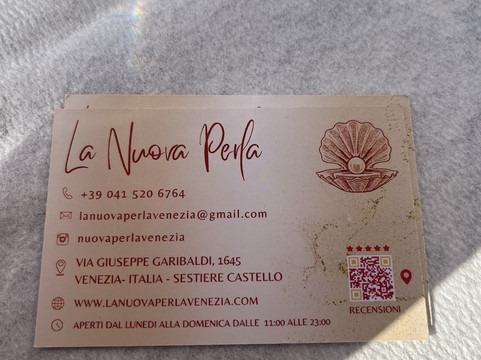 La Nuova Perla
+39 041 520 6764
lanuovaperlavenezia@gmail.com
nuovaperlavenezia
VIA GIUSEPPE GARIBALDI, 1645
VENEZIA- ITALIA - SESTIERE CASTELLO
WWW.LANUOVAPERLAVENEZIA.COM
APERTI DAL LUNEDI ALLA DOMENICA DALLE 11:00 ALLE 23:00
RECENSIONI